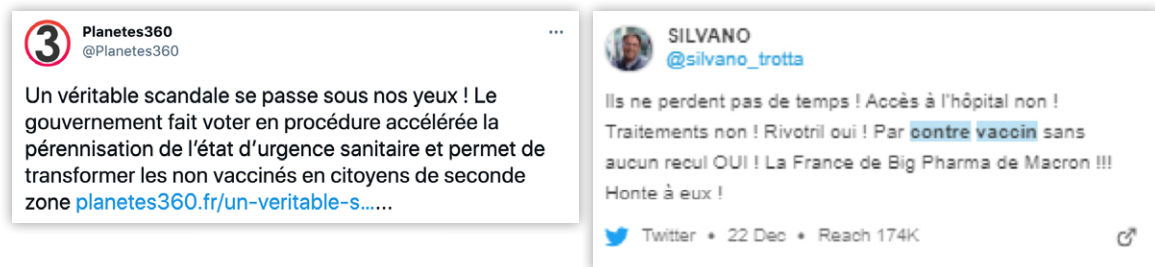 3
Planetes360
@Planetes360
...
Un véritable scandale se passe sous nos yeux ! Le
gouvernement fait voter en procédure accélérée la
pérennisation de l'état d'urgence sanitaire et permet de
transformer les non vaccinés en citoyens de seconde
zone planetes360.fr/un-veritable-s......
SILVANO
@silvano_trotta
Ils ne perdent pas de temps ! Accès à l'hôpital non !
Traitements non ! Rivotril oui ! Par contre vaccin sans
aucun recul OUI ! La France de Big Pharma de Macron !!!
Honte à eux !
Twitter • 22 Dec • Reach 174K